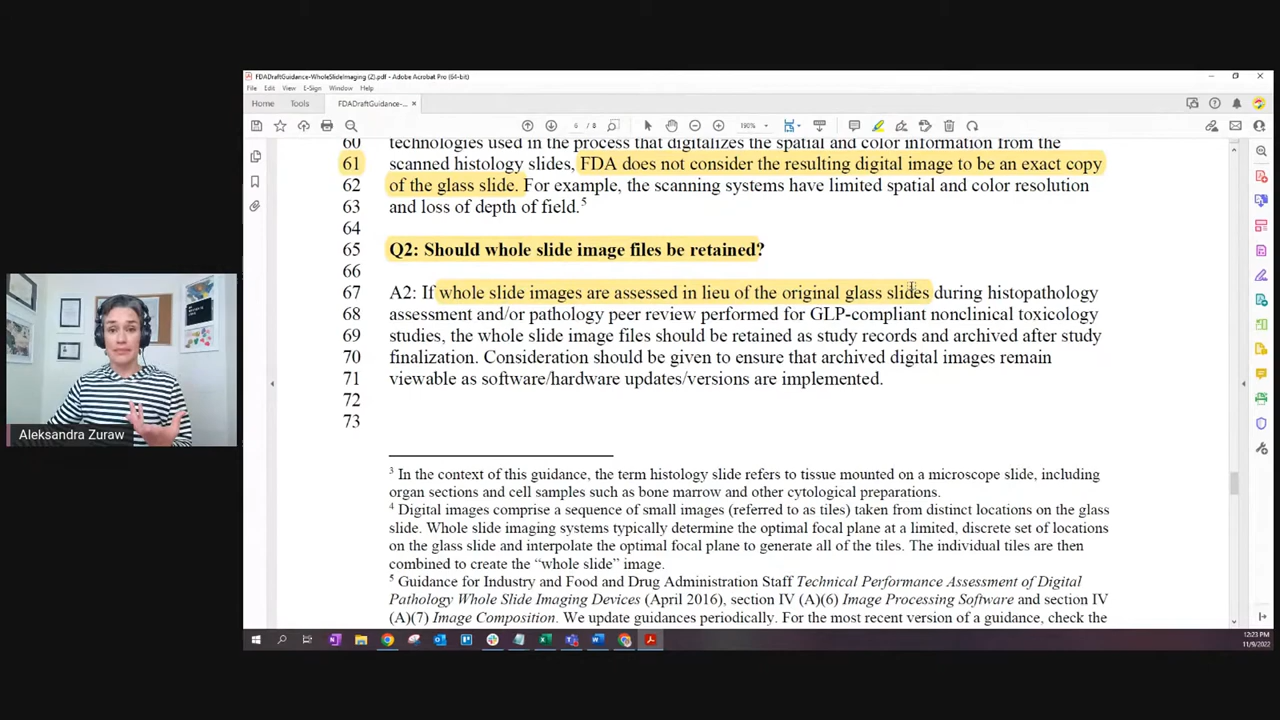 FDADraftGuidance-WholeSlideImaging (2).pdf - Adobe Acrobat Pro (64-bit)
File Edit View E-Sign Window Help
Home Tools FDADraftGuidance-... ×
6 / 8 190%
60 technologies used in the process that digitalizes the spatial and color information from the
61 scanned histology slides, FDA does not consider the resulting digital image to be an exact copy
62 of the glass slide. For example, the scanning systems have limited spatial and color resolution
63 and loss of depth of field.5
64
65 Q2: Should whole slide image files be retained?
66
67 A2: If whole slide images are assessed in lieu of the original glass slides during histopathology
68 assessment and/or pathology peer review performed for GLP-compliant nonclinical toxicology
69 studies, the whole slide image files should be retained as study records and archived after study
70 finalization. Consideration should be given to ensure that archived digital images remain
71 viewable as software/hardware updates/versions are implemented.
72
73
3 In the context of this guidance, the term histology slide refers to tissue mounted on a microscope slide, including
organ sections and cell samples such as bone marrow and other cytological preparations.
4 Digital images comprise a sequence of small images (referred to as tiles) taken from distinct locations on the glass
slide. Whole slide imaging systems typically determine the optimal focal plane at a limited, discrete set of locations
on the glass slide and interpolate the optimal focal plane to generate all of the tiles. The individual tiles are then
combined to create the “whole slide” image.
5 Guidance for Industry and Food and Drug Administration Staff Technical Performance Assessment of Digital
Pathology Whole Slide Imaging Devices (April 2016), section IV (A)(6) Image Processing Software and section IV
(A)(7) Image Composition. We update guidances periodically. For the most recent version of a guidance, check the
Aleksandra Zuraw
12:23 PM
11/9/2022